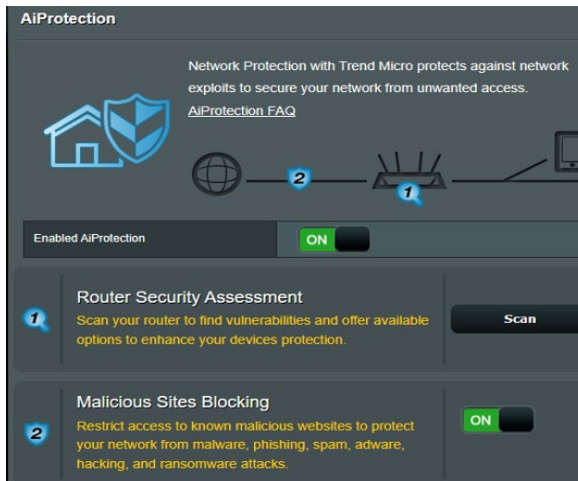 AiProtection
Network Protection with Trend Micro protects against network
exploits to secure your network from unwanted access.
AiProtection FAQ
2
1
Enabled AiProtection
ON
1
Router Security Assessment
Scan your router to find vulnerabilities and offer available
options to enhance your devices protection.
Scan
2
Malicious Sites Blocking
Restrict access to known malicious websites to protect
your network from malware, phishing, spam, adware,
hacking, and ransomware attacks.
ON